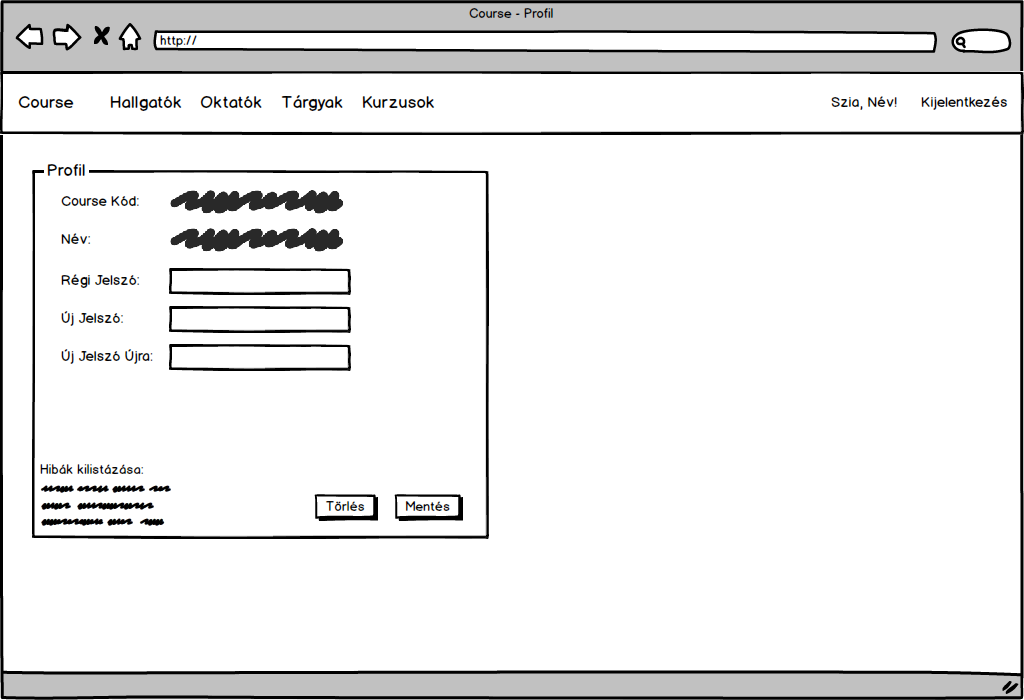 Course - Profil
http://
Course Hallgatók Oktatók Tárgyak Kurzusok Szia, Név! Kijelentkezés
Profil
Course Kód:
Név:
Régi Jelszó:
Új Jelszó:
Új Jelszó Újra:
Hibák kilistázása:
Törlés Mentés